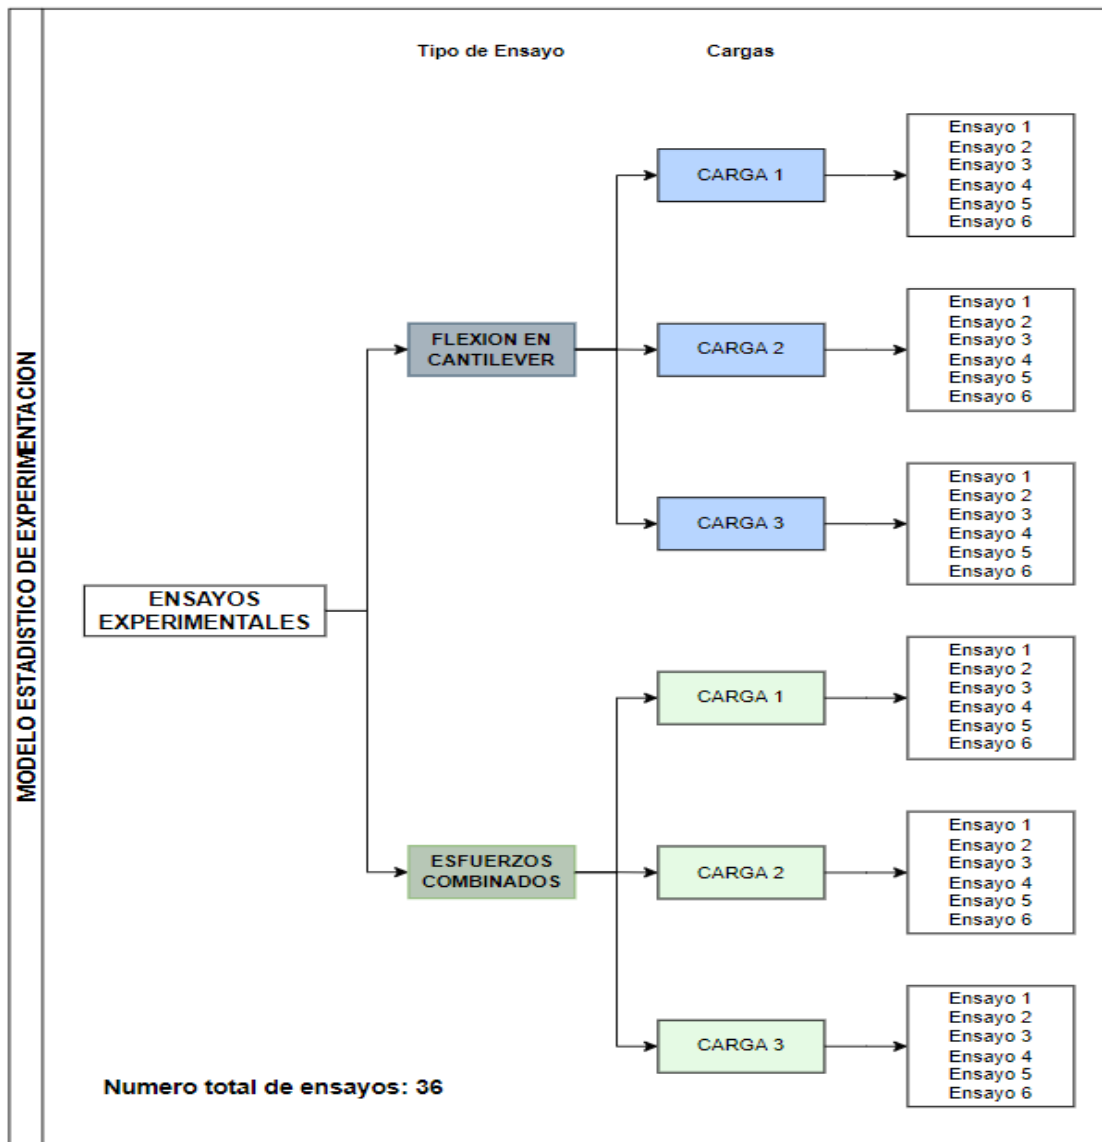 MODELO ESTADISTICO DE EXPERIMENTACION
Tipo de Ensayo
Cargas
ENSAYOS
EXPERIMENTALES
FLEXION EN
CANTILEVER
CARGA 1
Ensayo 1
Ensayo 2
Ensayo 3
Ensayo 4
Ensayo 5
Ensayo 6
CARGA 2
Ensayo 1
Ensayo 2
Ensayo 3
Ensayo 4
Ensayo 5
Ensayo 6
CARGA 3
Ensayo 1
Ensayo 2
Ensayo 3
Ensayo 4
Ensayo 5
Ensayo 6
ESFUERZOS
COMBINADOS
CARGA 1
Ensayo 1
Ensayo 2
Ensayo 3
Ensayo 4
Ensayo 5
Ensayo 6
CARGA 2
Ensayo 1
Ensayo 2
Ensayo 3
Ensayo 4
Ensayo 5
Ensayo 6
CARGA 3
Ensayo 1
Ensayo 2
Ensayo 3
Ensayo 4
Ensayo 5
Ensayo 6
Numero total de ensayos: 36